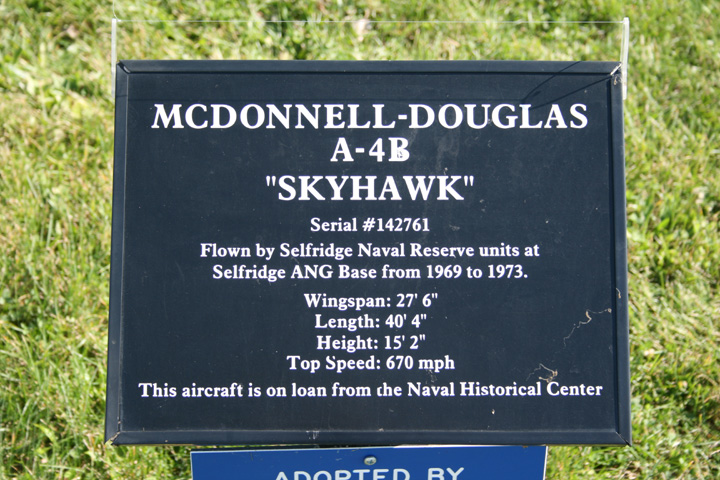 MCDONNELL-DOUGLAS
A-4B
"SKYHAWK"
Serial #142761
Flown by Selfridge Naval Reserve units at
Selfridge ANG Base from 1969 to 1973.
Wingspan: 27' 6"
Length: 40' 4"
Height: 15' 2"
Top Speed: 670 mph
This aircraft is on loan from the Naval Historical Center
ADOPTED BY